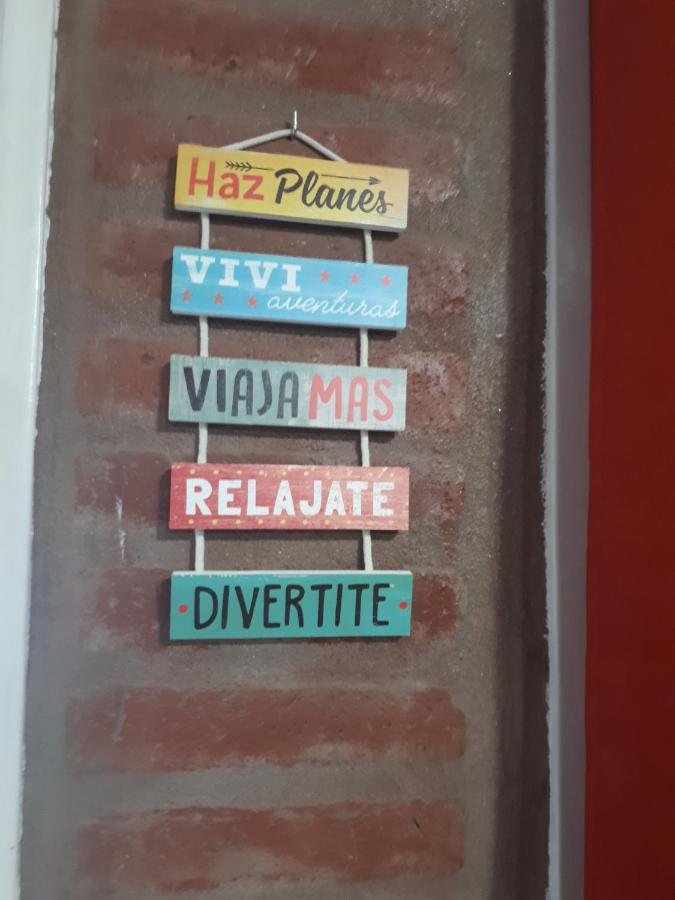 Haz Planes
VIVI
aventuras
VIAJA MAS
RELAJATE
DIVERTITE